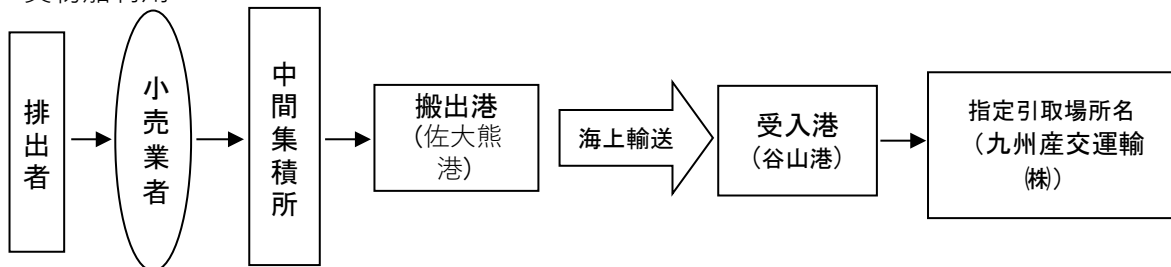 排出者
小売業者
中間集積所
搬出港
(佐大熊
港)
海上輸送
受入港
(谷山港)
指定引取場所名
(九州産交運輸
㈱)